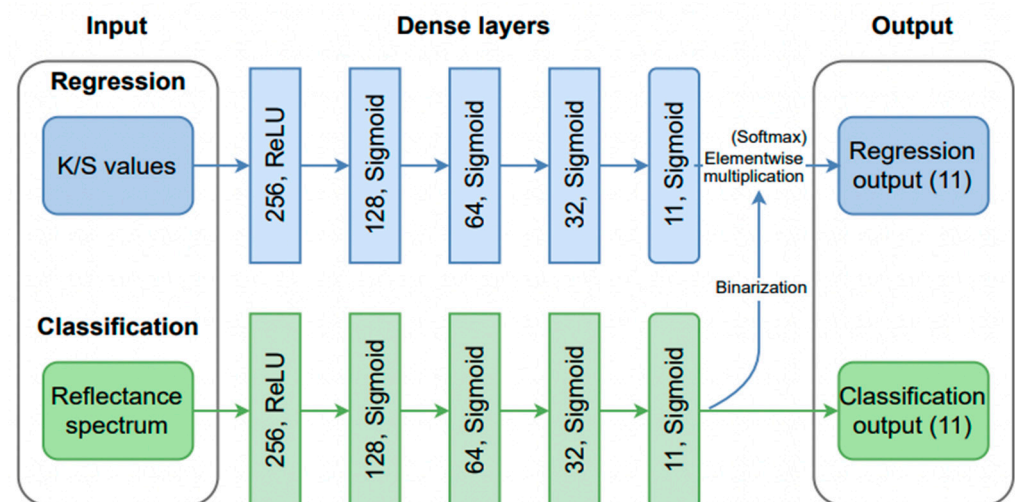 Input
Dense layers
Output
Regression
K/S values
256, ReLU
128, Sigmoid
64, Sigmoid
32, Sigmoid
11, Sigmoid
(Softmax)
Elementwise
multiplication
Regression
output (11)
Binarization
Classification
Reflectance
spectrum
256, ReLU
128, Sigmoid
64, Sigmoid
32, Sigmoid
11, Sigmoid
Classification
output (11)